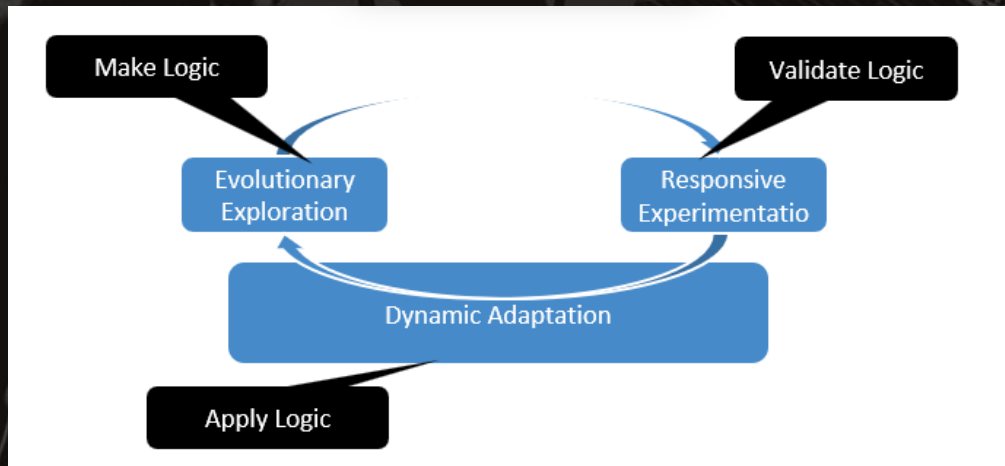 Make Logic
Validate Logic
Evolutionary
Exploration
Responsive
Experimentatio
Dynamic Adaptation
Apply Logic